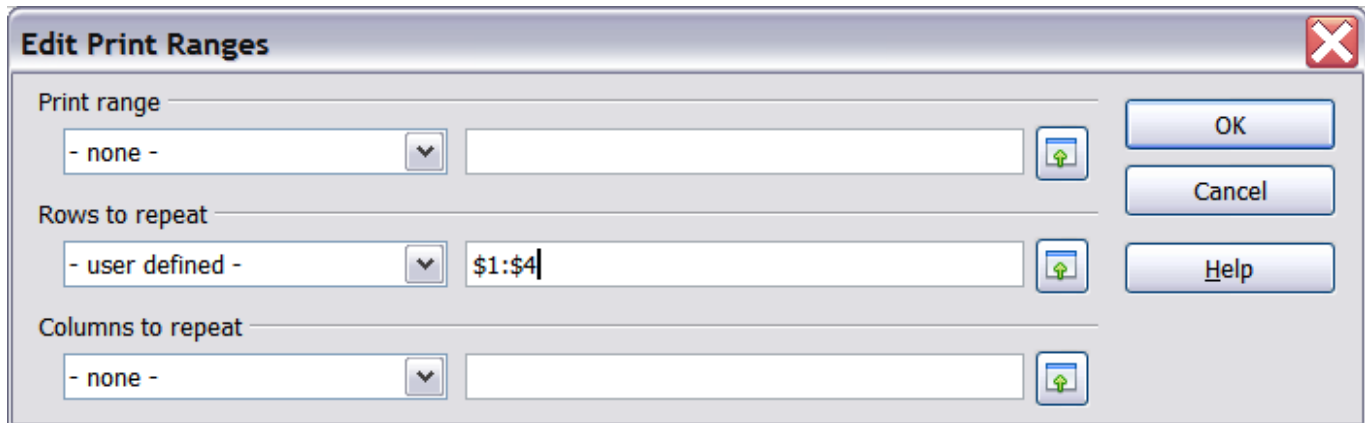 Edit Print Ranges
Print range
- none -
OK
Cancel
Rows to repeat
- user defined - $1:$4
Help
Columns to repeat
- none -